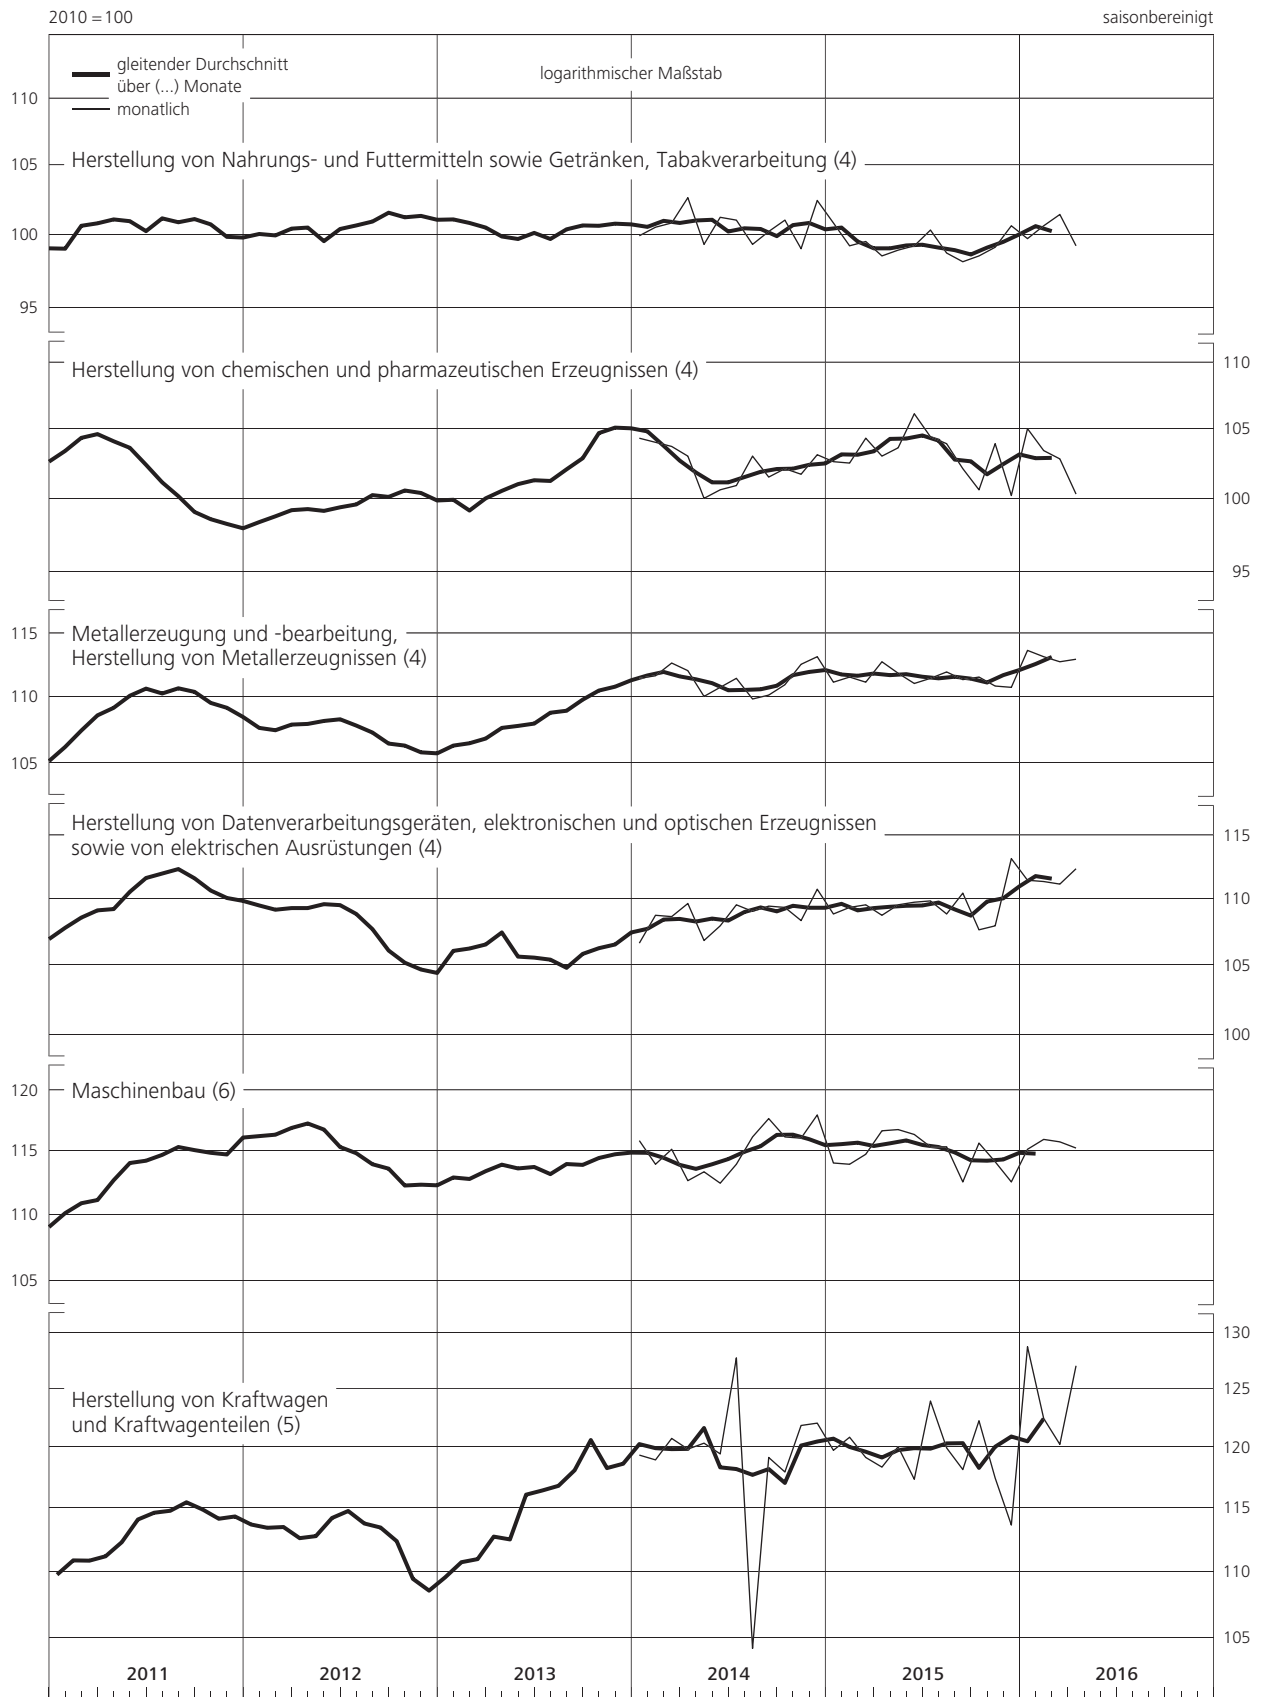 2010 = 100
saisonbereinigt
gleitender Durchschnitt
über (...) Monate
monatlich
logarithmischer Maßstab
110
105
100
95
Herstellung von Nahrungs- und Futtermitteln sowie Getränken, Tabakverarbeitung (4)
Herstellung von chemischen und pharmazeutischen Erzeugnissen (4)
110
105
100
95
Metallerzeugung und -bearbeitung,
Herstellung von Metallerzeugnissen (4)
115
110
105
Herstellung von Datenverarbeitungsgeräten, elektronischen und optischen Erzeugnissen
sowie von elektrischen Ausrüstungen (4)
115
110
105
100
Maschinenbau (6)
120
115
110
105
Herstellung von Kraftwagen
und Kraftwagenteilen (5)
130
125
120
115
110
105
2011 2012 2013 2014 2015 2016